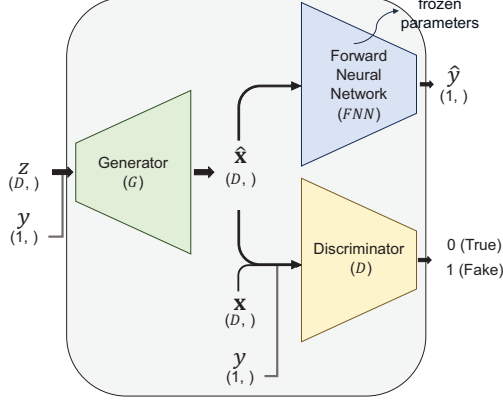 frozen
parameters
Forward
Neural
Network
(FNN)
ŷ
(1, )
z
(D, )
y
(1, )
Generator
(G)
x̂
(D, )
Discriminator
(D)
0 (True)
1 (Fake)
x
(D, )
y
(1, )